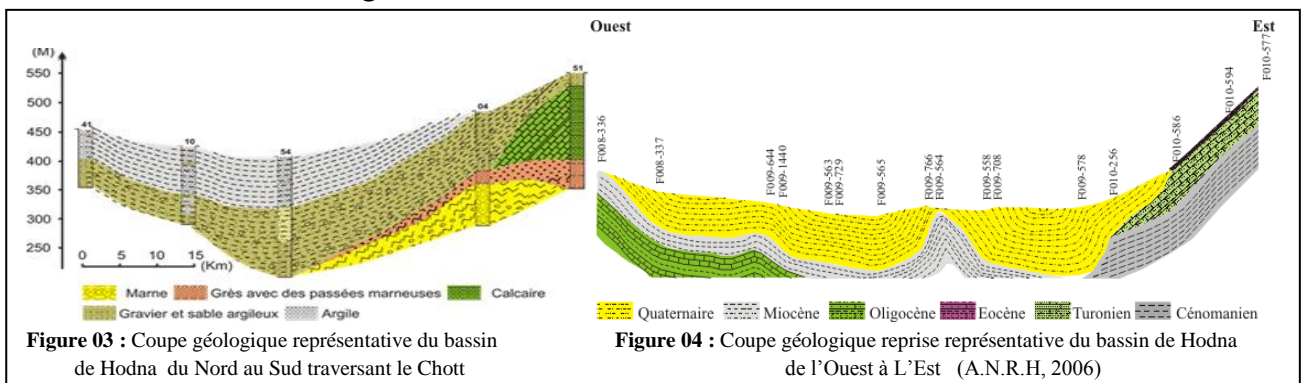 Ouest
Est
(M)
550
500
450
400
350
300
250
41
10
54
04
51
0 5 10 15
(Km)
Marne Grès avec des passées marneuses Calcaire
Gravier et sable argileux Argile
Figure 03 : Coupe géologique représentative du bassin
de Hodna du Nord au Sud traversant le Chott
F008-336
F008-337
F009-644
F009-1440
F009-563
F009-729
F009-565
F009-766
F009-564
F009-558
F009-708
F009-578
F010-256
F010-586
F010-594
F010-577
Quaternaire Miocène Oligocène Eocène Turonien Cénomanien
Figure 04 : Coupe géologique reprise représentative du bassin de Hodna
de l'Ouest à L'Est (A.N.R.H, 2006)